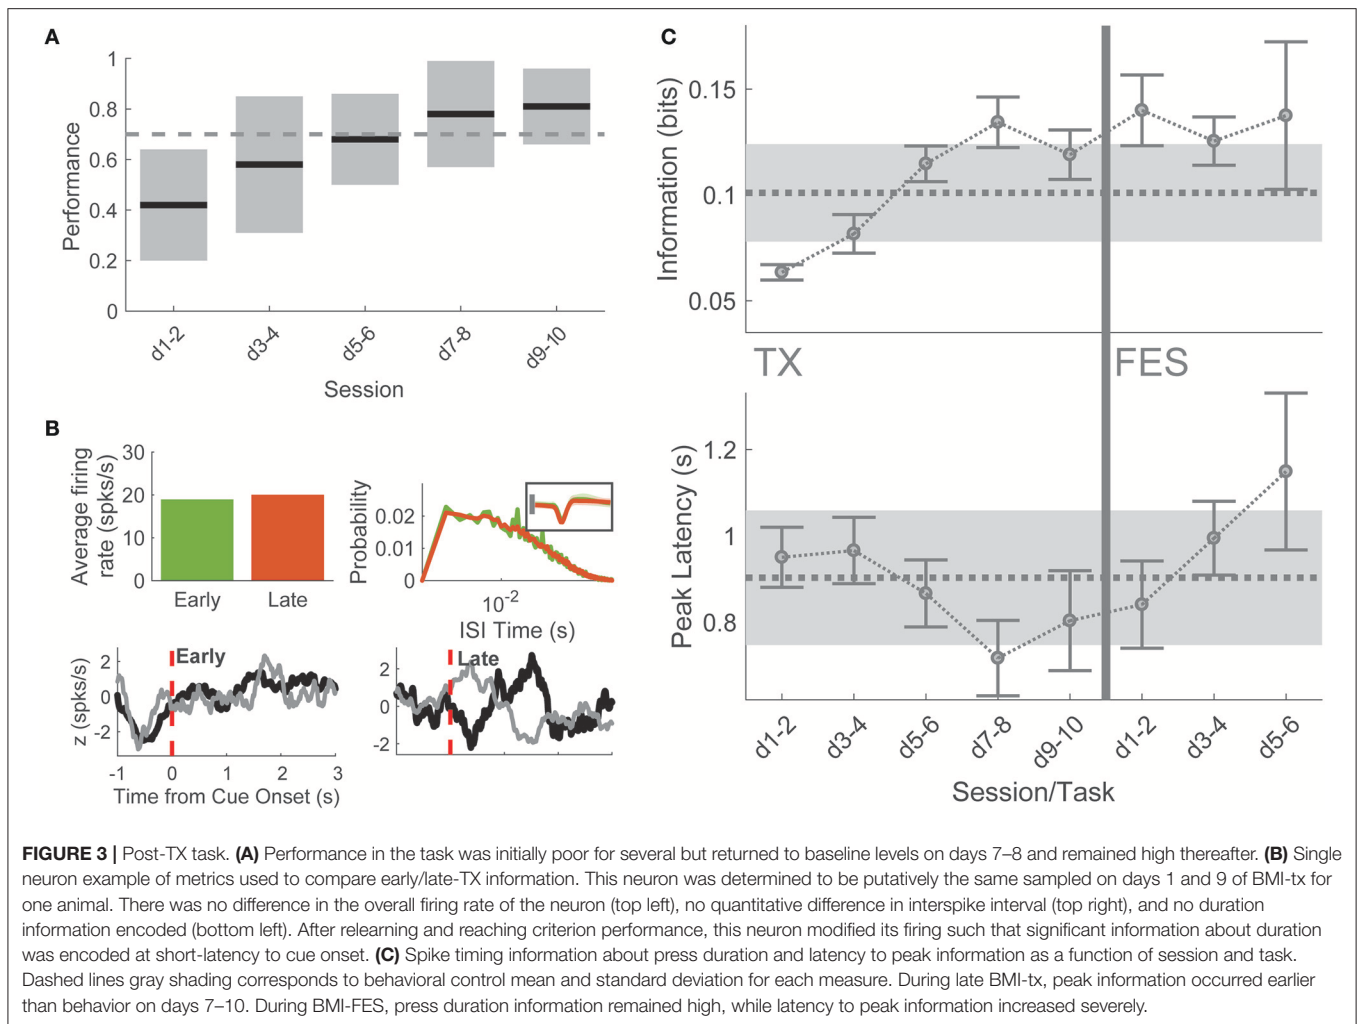 A
1
0.8
0.6
0.4
0.2
0
Performance
d1-2
d3-4
d5-6
d7-8
d9-10
Session
B
Average firing
rate (spks/s)
30
20
10
0
Early
Late
Probability
0.02
0.01
0
10-2
ISI Time (s)
z (spks/s)
2
0
-2
Early
-1
0
1
2
3
Time from Cue Onset (s)
2
0
-2
Late
C
Information (bits)
0.15
0.1
0.05
TX
FES
Peak Latency (s)
1.2
1
0.8
d1-2
d3-4
d5-6
d7-8
d9-10
d1-2
d3-4
d5-6
Session/Task
FIGURE 3 | Post-TX task. (A) Performance in the task was initially poor for several but returned to baseline levels on days 7–8 and remained high thereafter. (B) Single
neuron example of metrics used to compare early/late-TX information. This neuron was determined to be putatively the same sampled on days 1 and 9 of BMI-tx for
one animal. There was no difference in the overall firing rate of the neuron (top left), no quantitative difference in interspike interval (top right), and no duration
information encoded (bottom left). After relearning and reaching criterion performance, this neuron modified its firing such that significant information about duration
was encoded at short-latency to cue onset. (C) Spike timing information about press duration and latency to peak information as a function of session and task.
Dashed lines gray shading corresponds to behavioral control mean and standard deviation for each measure. During late BMI-tx, peak information occurred earlier
than behavior on days 7–10. During BMI-FES, press duration information remained high, while latency to peak information increased severely.